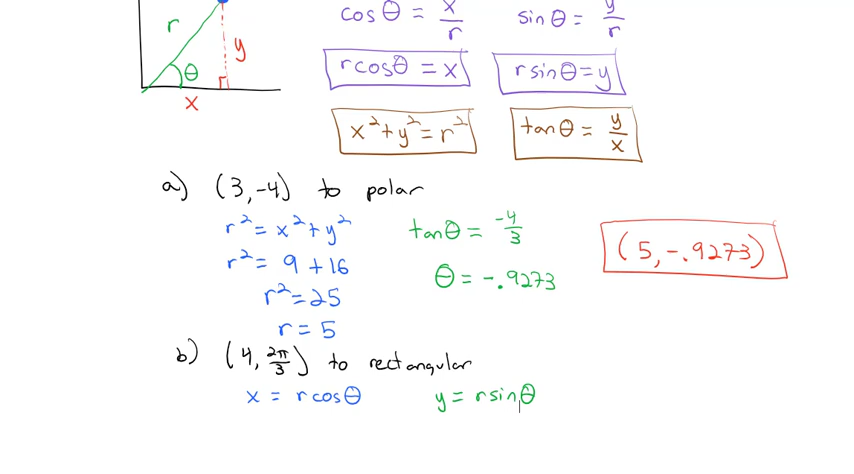 cos θ = x/r
sin θ = y/r
r
y
θ
x
r cos θ = x
r sin θ = y
x² + y² = r²
tan θ = y/x
a) (3, -4) to polar
r² = x² + y²
tan θ = -4/3
r² = 9 + 16
θ = -.9273
(5, -.9273)
r² = 25
r = 5
b) (4, 2π/3) to rectangular
x = r cos θ
y = r sin θ